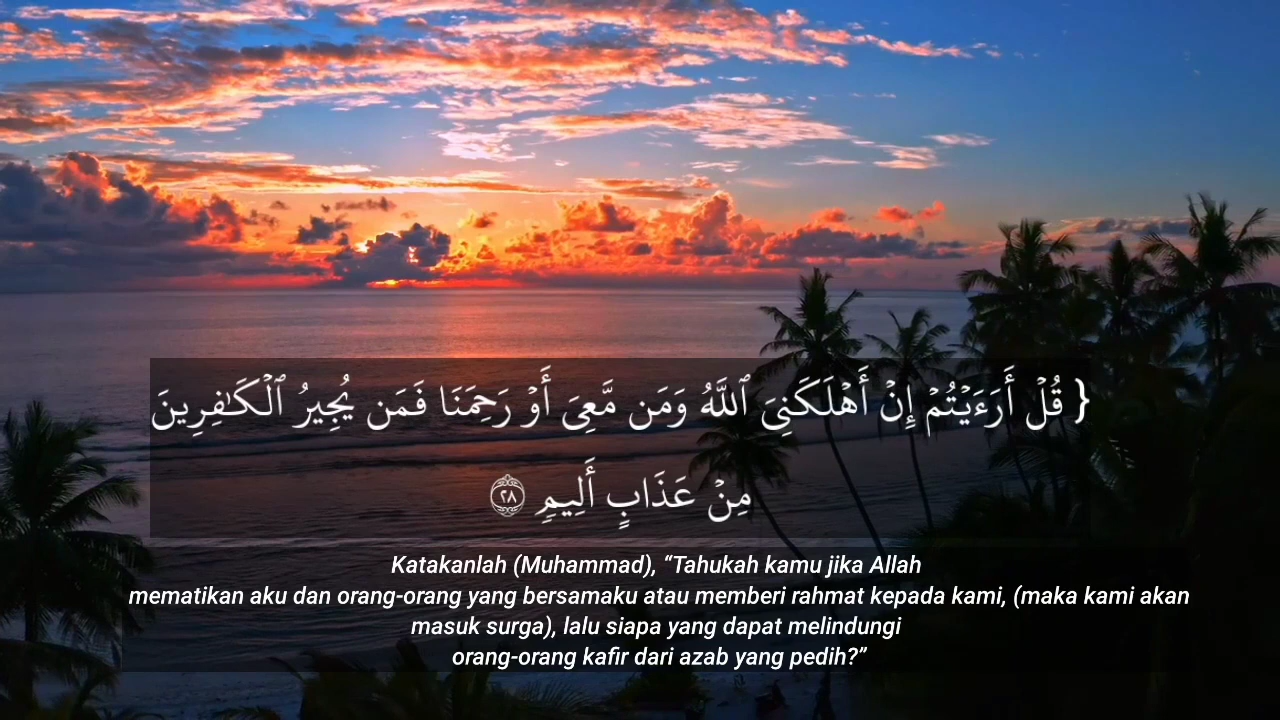 { قُلۡ أَرَءَيۡتُمۡ إِنۡ أَهۡلَكَنِىَ ٱللَّهُ وَمَن مَّعِىَ أَوۡ رَحِمَنَا فَمَن يُجِيرُ ٱلۡكَـٰفِرِينَ
مِنۡ عَذَابٍ أَلِيمٍ ٢٨
Katakanlah (Muhammad), “Tahukah kamu jika Allah
mematikan aku dan orang-orang yang bersamaku atau memberi rahmat kepada kami, (maka kami akan
masuk surga), lalu siapa yang dapat melindungi
orang-orang kafir dari azab yang pedih?”